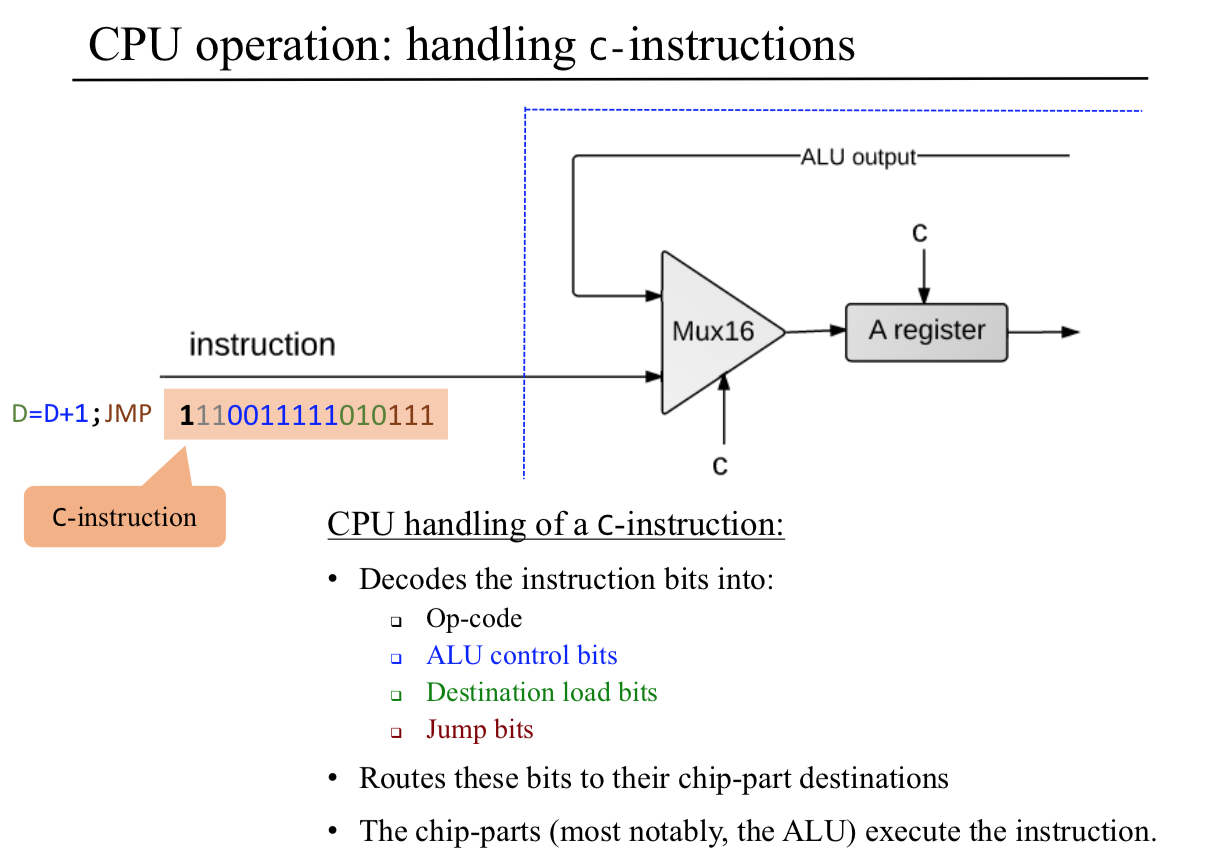 CPU operation: handling C-instructions
ALU output
C
Mux16
A register
instruction
D=D+1;JMP
1110011111010111
C
C-instruction
CPU handling of a C-instruction:
• Decodes the instruction bits into:
❑ Op-code
❑ ALU control bits
❑ Destination load bits
❑ Jump bits
• Routes these bits to their chip-part destinations
• The chip-parts (most notably, the ALU) execute the instruction.